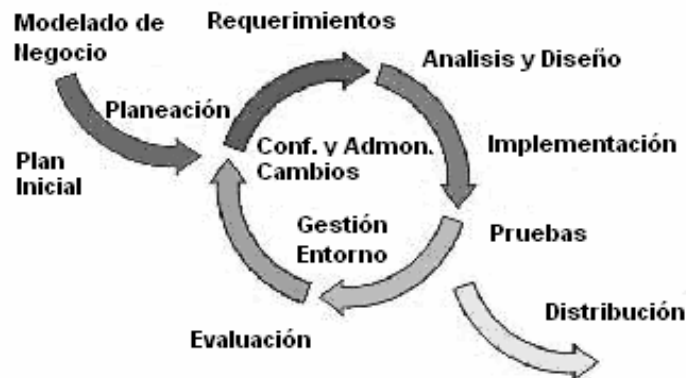 Modelado de
Negocio
Requerimientos
Analisis y Diseño
Planeación
Implementación
Conf. y Admon.
Cambios
Plan
Inicial
Gestión
Entorno
Pruebas
Distribución
Evaluación